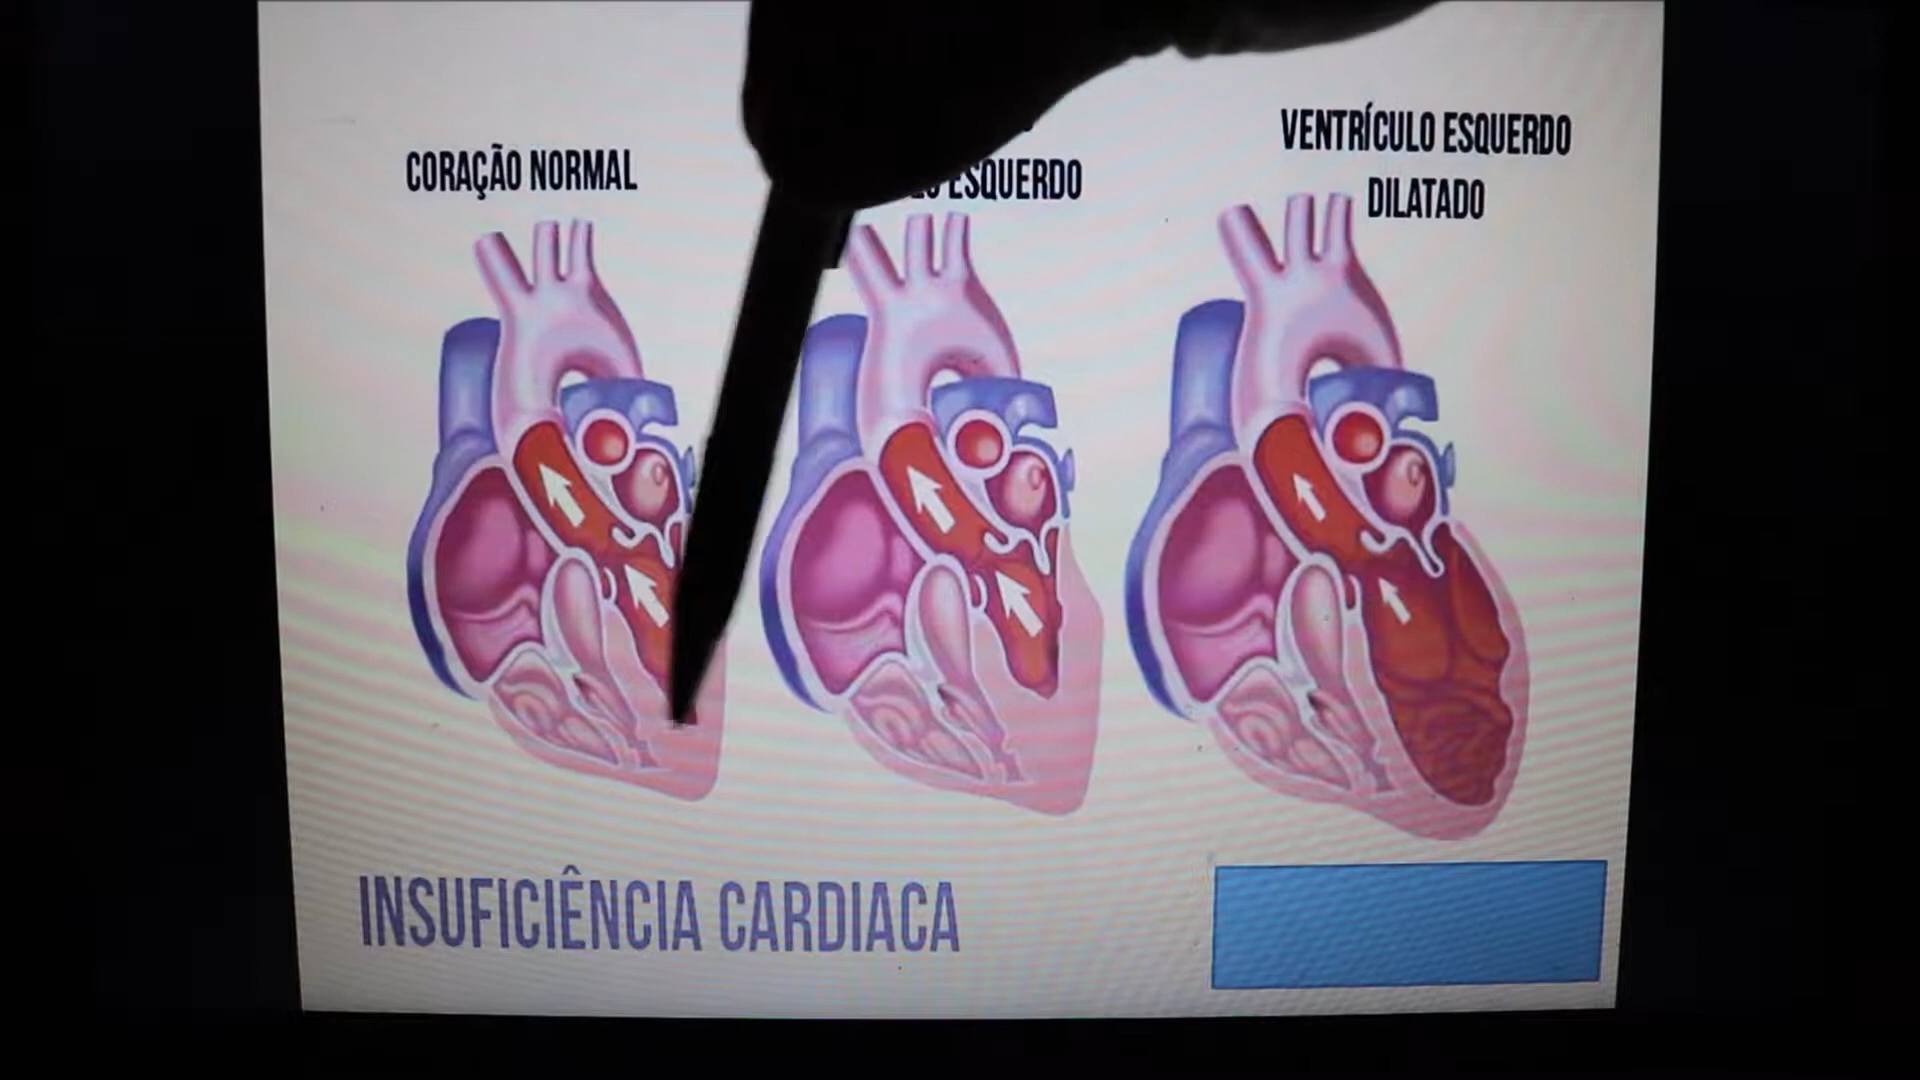 CORAÇÃO NORMAL
ESQUERDO
VENTRÍCULO ESQUERDO
DILATADO
INSUFICIÊNCIA CARDIACA